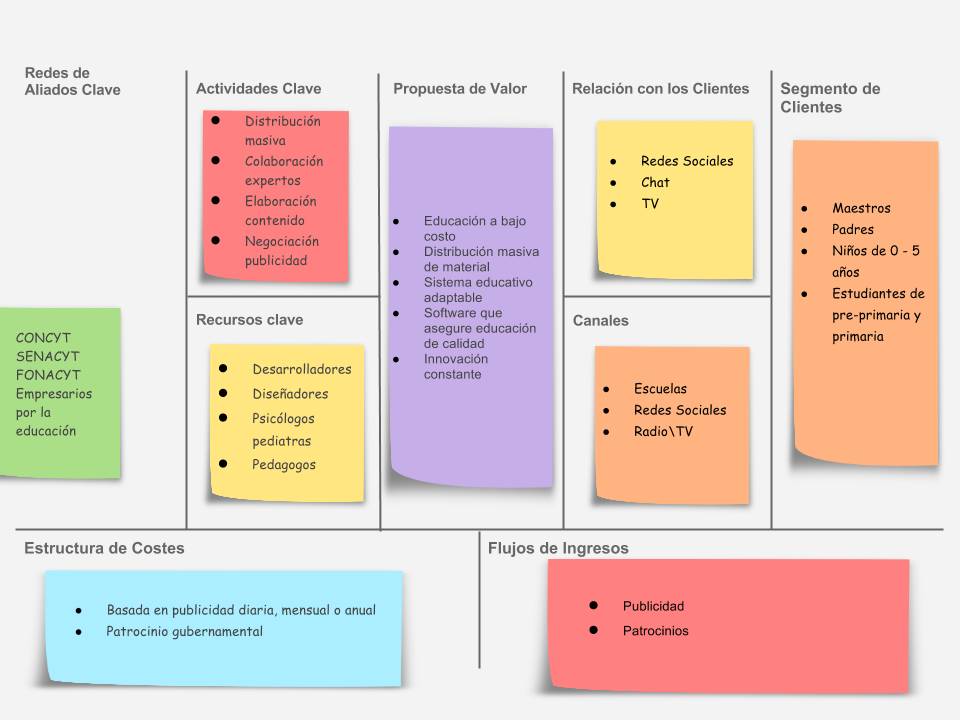 Redes de
Aliados Clave
CONCYT
SENACYT
FONACYT
Empresarios
por la
educación
Actividades Clave
● Distribución
masiva
● Colaboración
expertos
● Elaboración
contenido
● Negociación
publicidad
Recursos clave
● Desarrolladores
● Diseñadores
● Psicólogos
pediatras
● Pedagogos
Propuesta de Valor
● Educación a bajo
costo
● Distribución masiva
de material
● Sistema educativo
adaptable
● Software que
asegure educación
de calidad
● Innovación
constante
Relación con los Clientes
● Redes Sociales
● Chat
● TV
Canales
● Escuelas
● Redes Sociales
● Radio\TV
Segmento de
Clientes
● Maestros
● Padres
● Niños de 0 - 5
años
● Estudiantes de
pre-primaria y
primaria
Estructura de Costes
● Basada en publicidad diaria, mensual o anual
● Patrocinio gubernamental
Flujos de Ingresos
● Publicidad
● Patrocinios